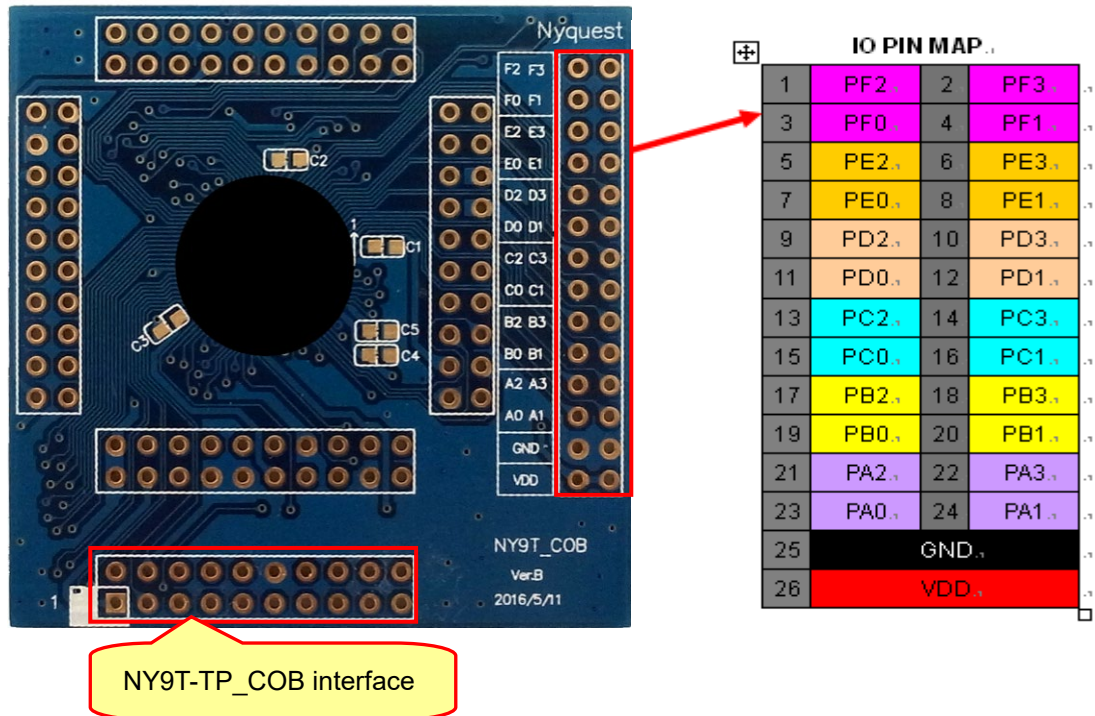 Nyquest
F2 F3
F0 F1
E2 E3
E0 E1
D2 D3
D0 D1
C2 C3
C0 C1
B2 B3
B0 B1
A2 A3
A0 A1
GND
VDD
C2
1
C1
C3
C5
C4
NY9T_COB
Ver.B
2016/5/11
1
NY9T-TP_COB interface
IO PIN MAP
1 PF2 2 PF3
3 PF0 4 PF1
5 PE2 6 PE3
7 PE0 8 PE1
9 PD2 10 PD3
11 PD0 12 PD1
13 PC2 14 PC3
15 PC0 16 PC1
17 PB2 18 PB3
19 PB0 20 PB1
21 PA2 22 PA3
23 PA0 24 PA1
25 GND
26 VDD